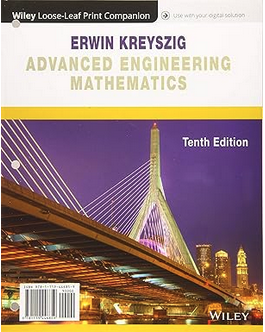 Wiley Loose-Leaf Print Companion
Use with your digital solution
ERWIN KREYSZIG
ADVANCED ENGINEERING
MATHEMATICS
Tenth Edition
WILEY